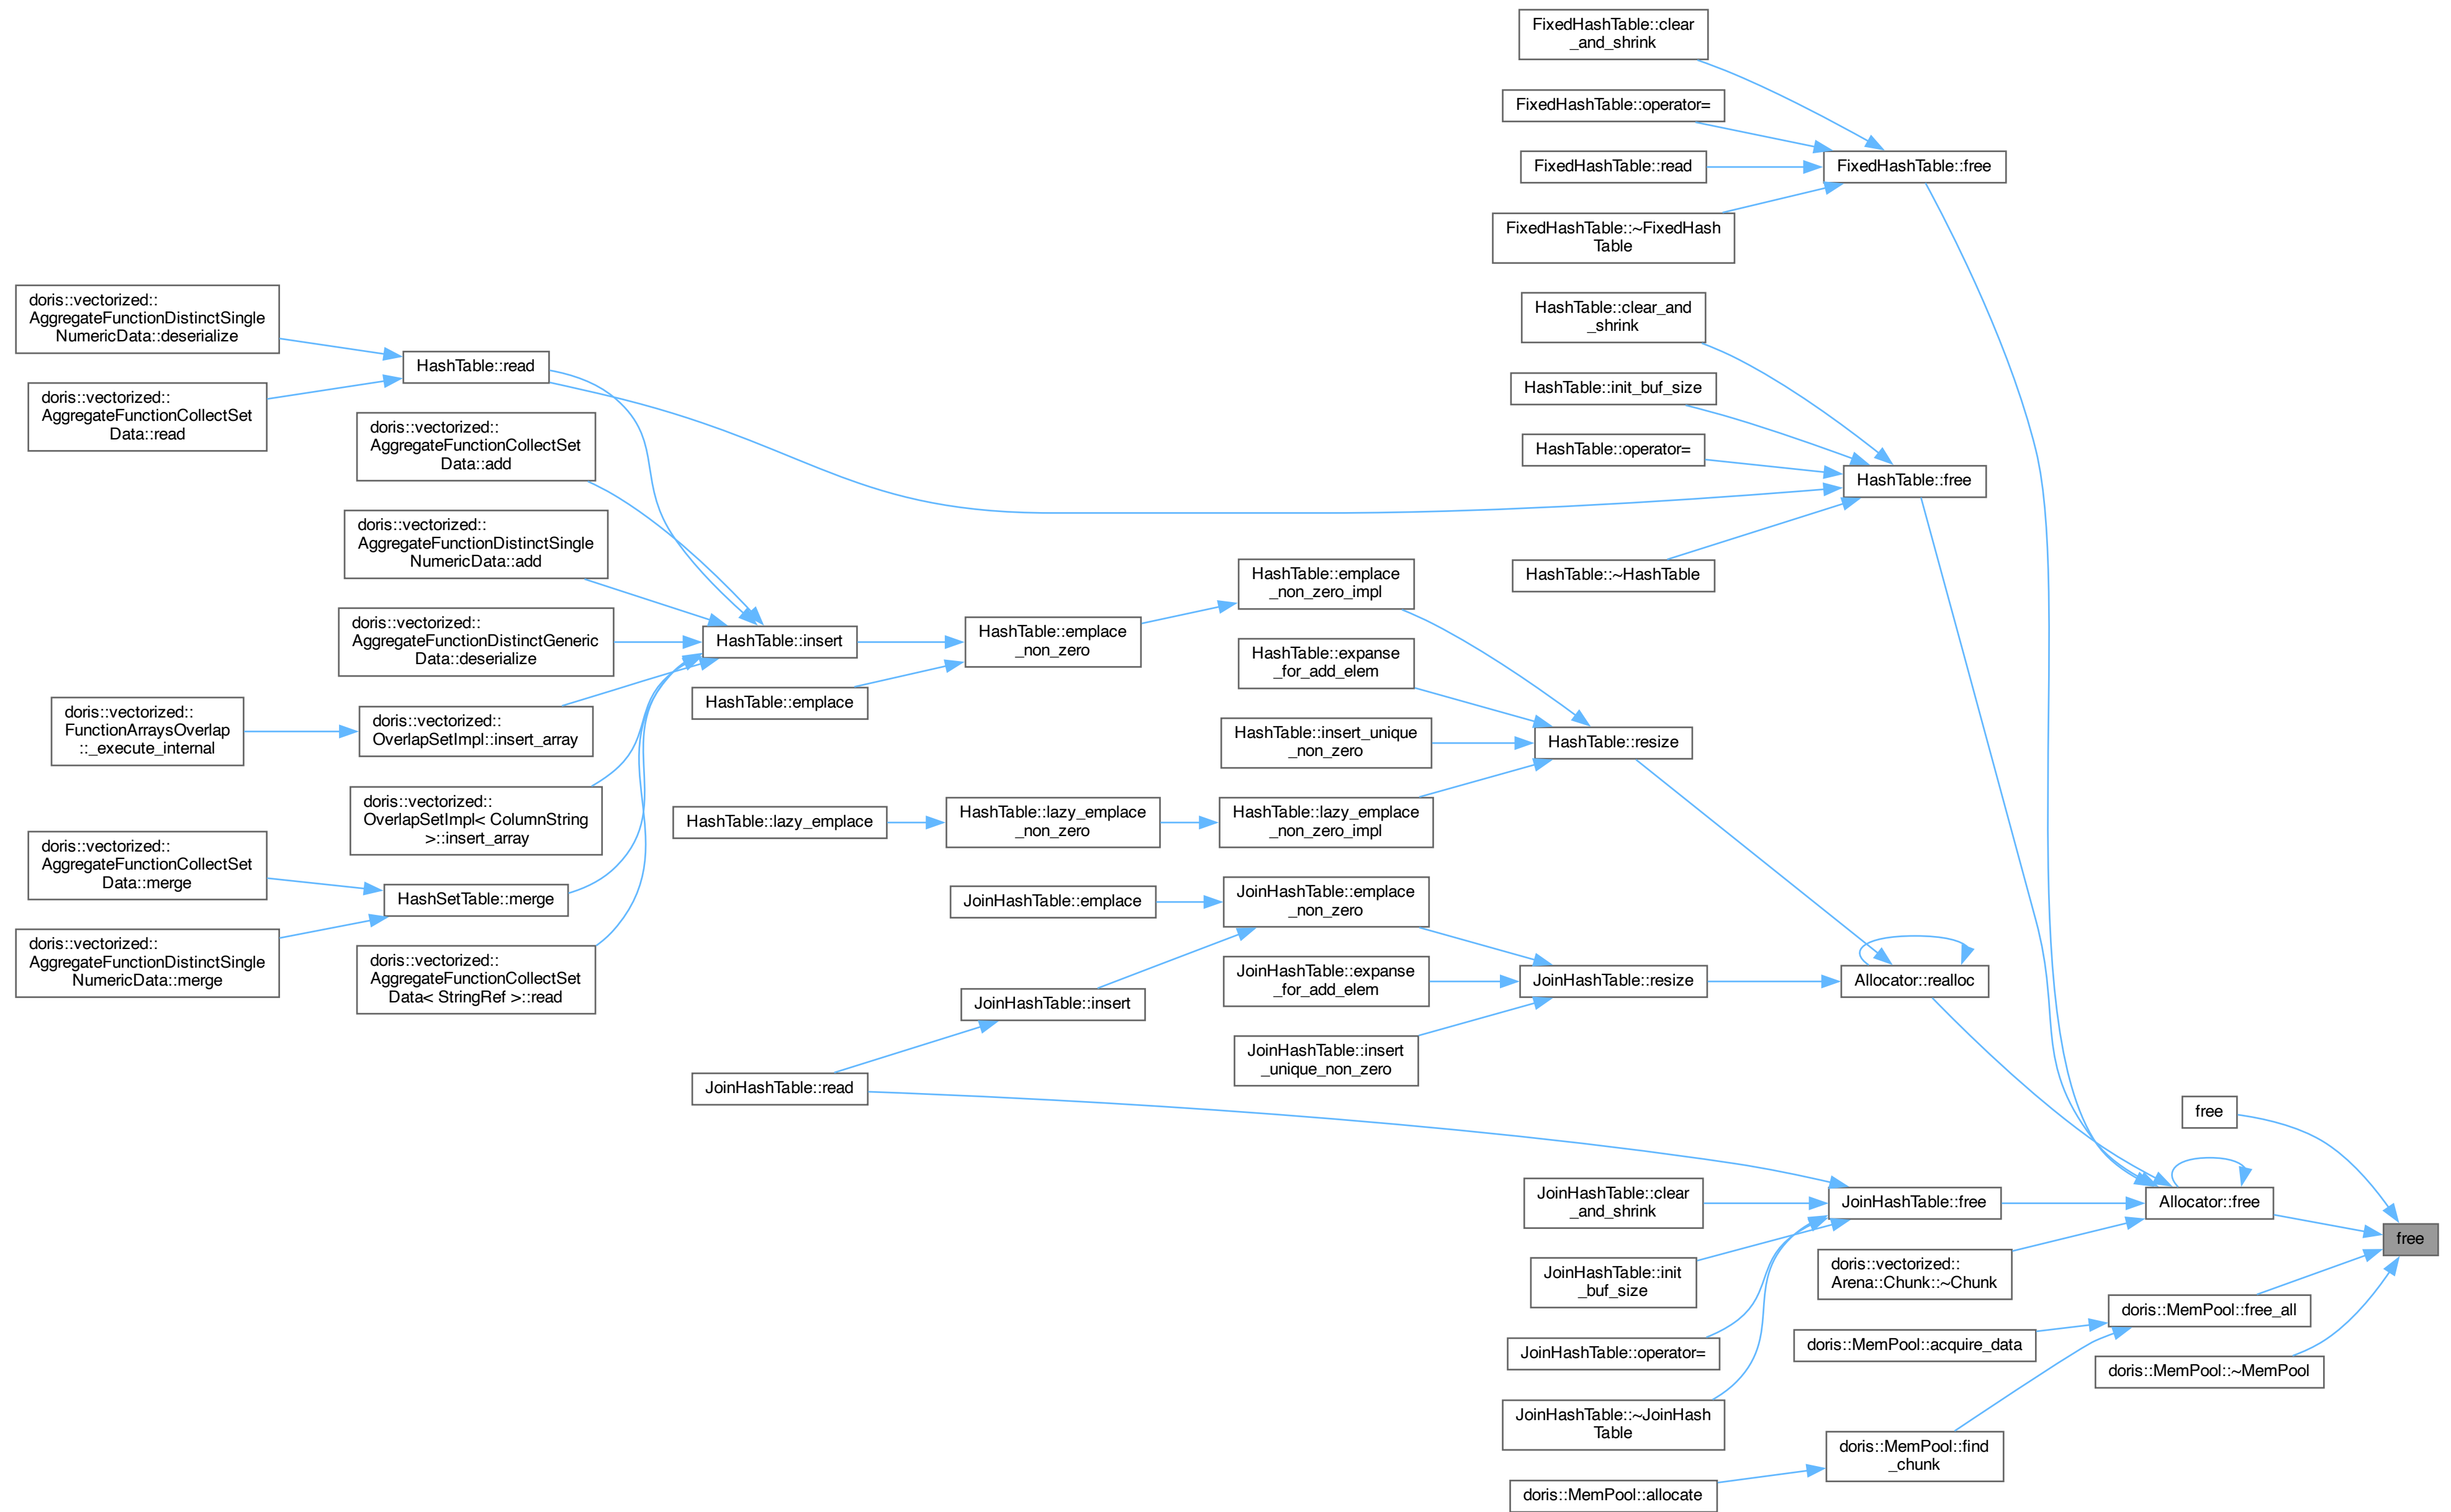 FixedHashTable::clear
_and_shrink
FixedHashTable::operator=
FixedHashTable::read
FixedHashTable::free
FixedHashTable::~FixedHash
Table
HashTable::clear_and
_shrink
HashTable::init_buf_size
HashTable::operator=
HashTable::free
HashTable::~HashTable
doris::vectorized::
AggregateFunctionDistinctSingle
NumericData::deserialize
HashTable::read
doris::vectorized::
AggregateFunctionCollectSet
Data::read
doris::vectorized::
AggregateFunctionCollectSet
Data::add
doris::vectorized::
AggregateFunctionDistinctSingle
NumericData::add
doris::vectorized::
AggregateFunctionDistinctGeneric
Data::deserialize
HashTable::insert
HashTable::emplace
_non_zero
HashTable::emplace
_non_zero_impl
HashTable::expanse
_for_add_elem
HashTable::emplace
doris::vectorized::
FunctionArraysOverlap
::_execute_internal
doris::vectorized::
OverlapSetImpl::insert_array
HashTable::insert_unique
_non_zero
HashTable::resize
doris::vectorized::
OverlapSetImpl< ColumnString
>::insert_array
HashTable::lazy_emplace
HashTable::lazy_emplace
_non_zero
HashTable::lazy_emplace
_non_zero_impl
doris::vectorized::
AggregateFunctionCollectSet
Data::merge
HashSetTable::merge
doris::vectorized::
AggregateFunctionDistinctSingle
NumericData::merge
doris::vectorized::
AggregateFunctionCollectSet
Data< StringRef >::read
JoinHashTable::emplace
JoinHashTable::emplace
_non_zero
JoinHashTable::expanse
_for_add_elem
JoinHashTable::resize
Allocator::realloc
JoinHashTable::insert
JoinHashTable::insert
_unique_non_zero
JoinHashTable::read
free
JoinHashTable::clear
_and_shrink
JoinHashTable::free
Allocator::free
free
JoinHashTable::init
_buf_size
doris::vectorized::
Arena::Chunk::~Chunk
doris::MemPool::free_all
JoinHashTable::operator=
doris::MemPool::acquire_data
doris::MemPool::~MemPool
JoinHashTable::~JoinHash
Table
doris::MemPool::find
_chunk
doris::MemPool::allocate